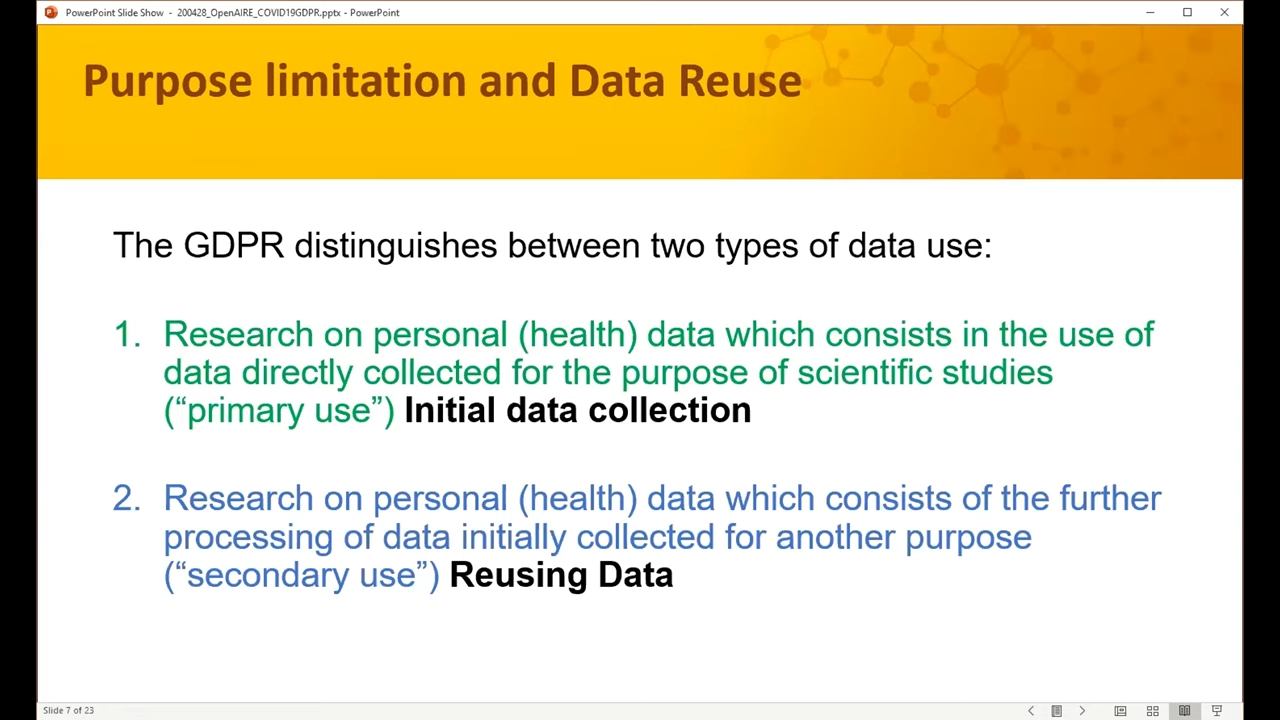 PowerPoint Slide Show - 200428_OpenAIRE_COVID19GDPR.pptx - PowerPoint
Purpose limitation and Data Reuse
The GDPR distinguishes between two types of data use:
1. Research on personal (health) data which consists in the use of
data directly collected for the purpose of scientific studies
(“primary use”) Initial data collection
2. Research on personal (health) data which consists of the further
processing of data initially collected for another purpose
(“secondary use”) Reusing Data
Slide 7 of 23